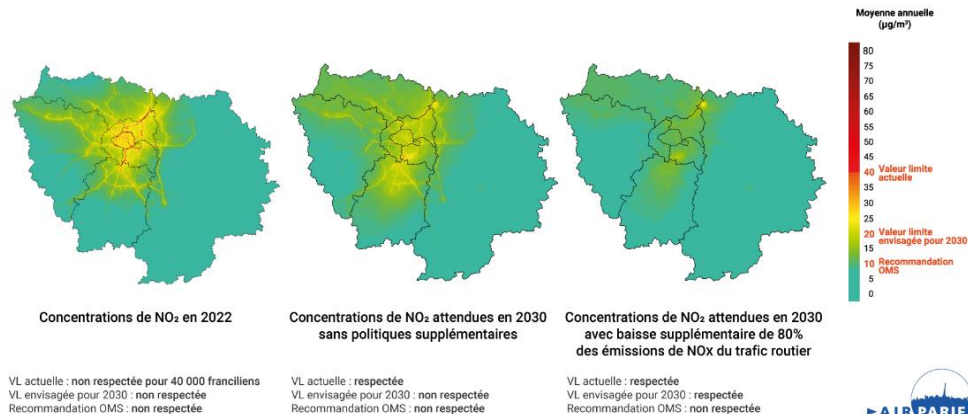 Moyenne annuelle
(µg/m³)
80
75
70
65
60
55
50
45
40 Valeur limite
actuelle
35
30
25
20 Valeur limite
envisagée pour 2030
15
10 Recommandation
OMS
5
0
Concentrations de NO₂ en 2022
VL actuelle : non respectée pour 40 000 franciliens
VL envisagée pour 2030 : non respectée
Recommandation OMS : non respectée
Concentrations de NO₂ attendues en 2030
sans politiques supplémentaires
VL actuelle : respectée
VL envisagée pour 2030 : non respectée
Recommandation OMS : non respectée
Concentrations de NO₂ attendues en 2030
avec baisse supplémentaire de 80%
des émissions de NOx du trafic routier
VL actuelle : respectée
VL envisagée pour 2030 : respectée
Recommandation OMS : non respectée
AIRPARIF